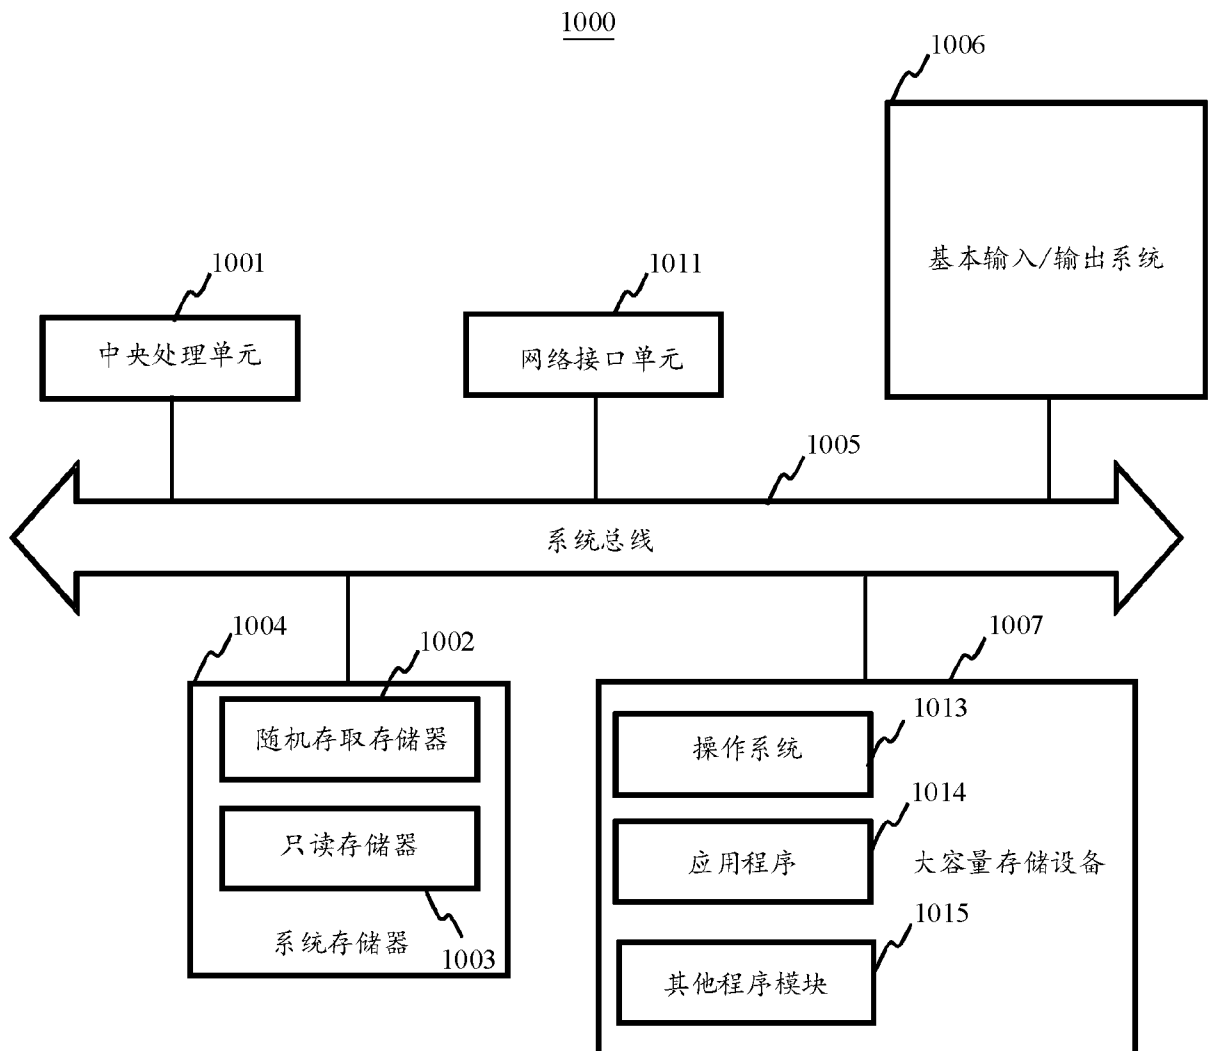 1000
1006
基本输入/输出系统
1001
中央处理单元
1011
网络接口单元
1005
系统总线
1004
1002
随机存取存储器
只读存储器
1003
系统存储器
1007
1013
操作系统
1014
应用程序
大容量存储设备
1015
其他程序模块